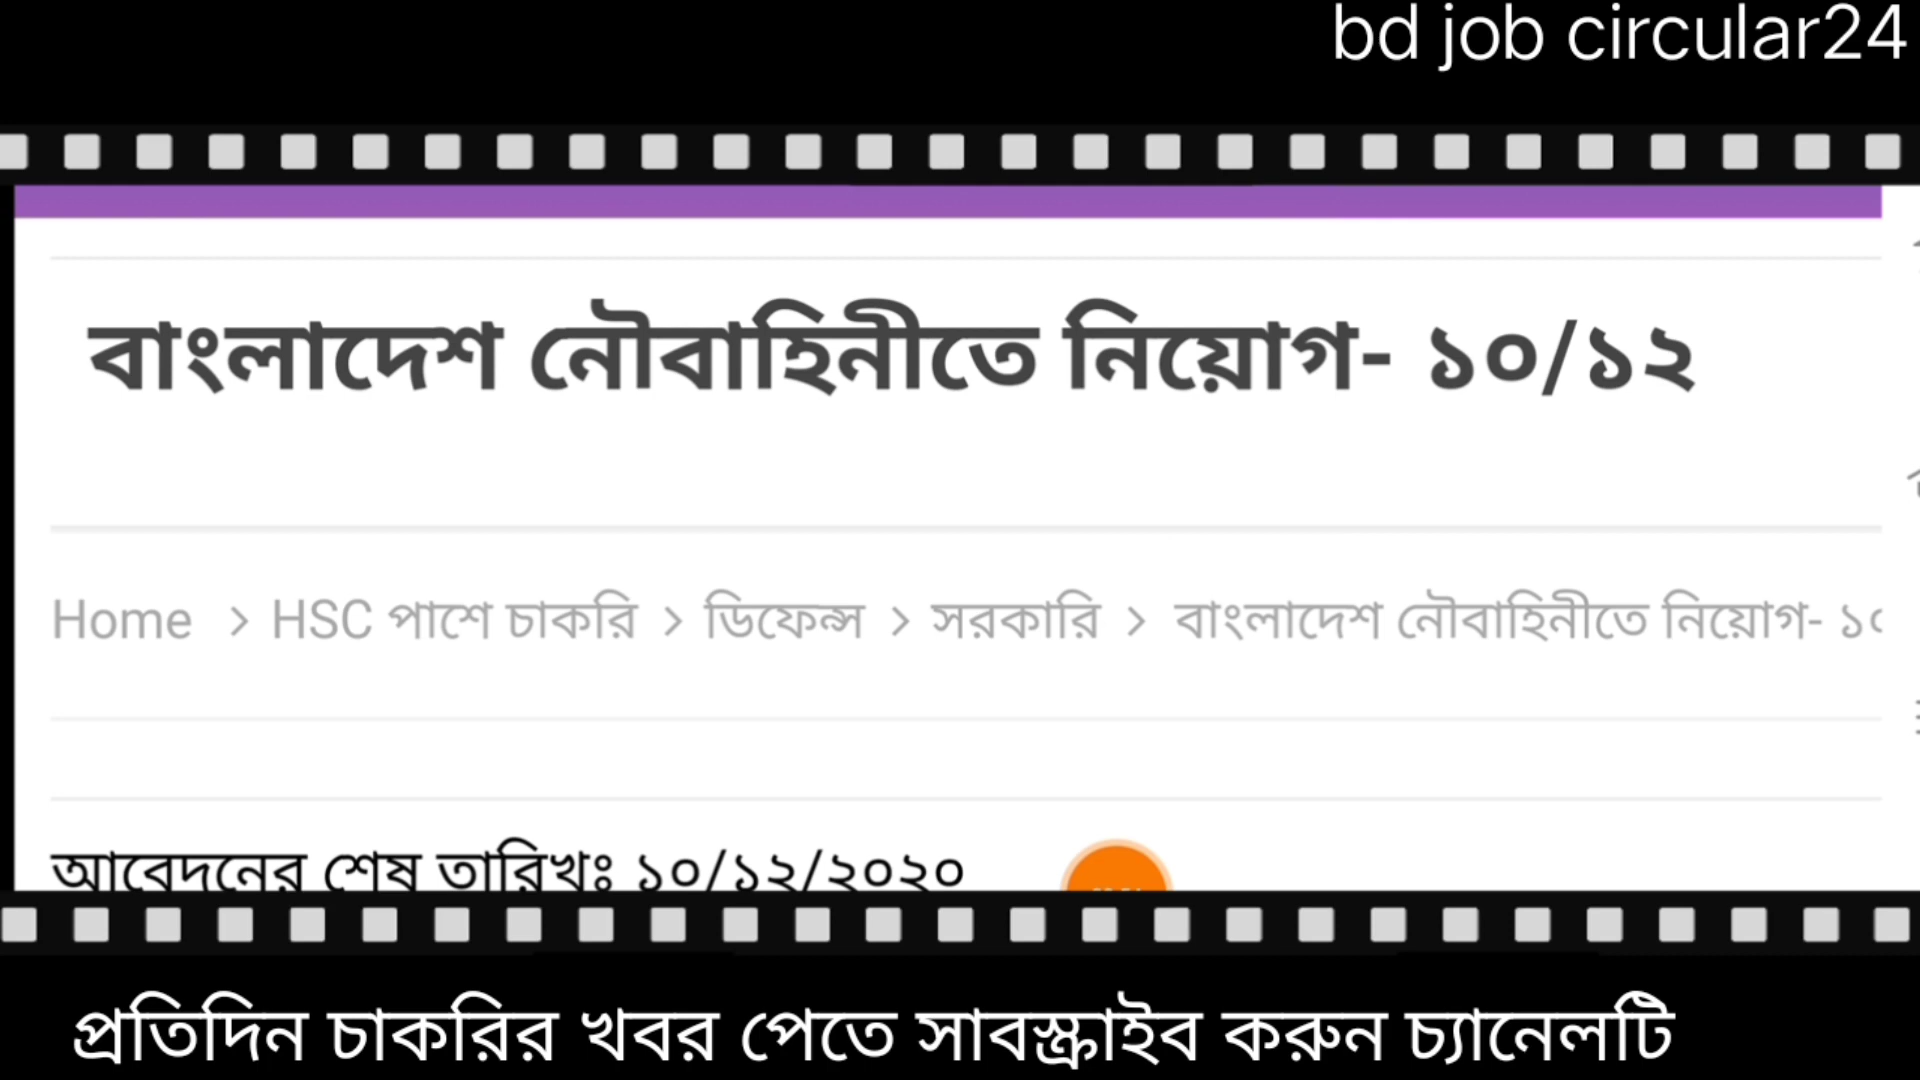 bd job circular24
বাংলাদেশ নৌবাহিনীতে নিয়োগ- ১০/১২
Home > HSC পাশে চাকরি > ডিফেন্স > সরকারি > বাংলাদেশ নৌবাহিনীতে নিয়োগ- ১০
আবেদনের শেষ তারিখঃ ১০/১২/২০২০
প্রতিদিন চাকরির খবর পেতে সাবস্ক্রাইব করুন চ্যানেলটি